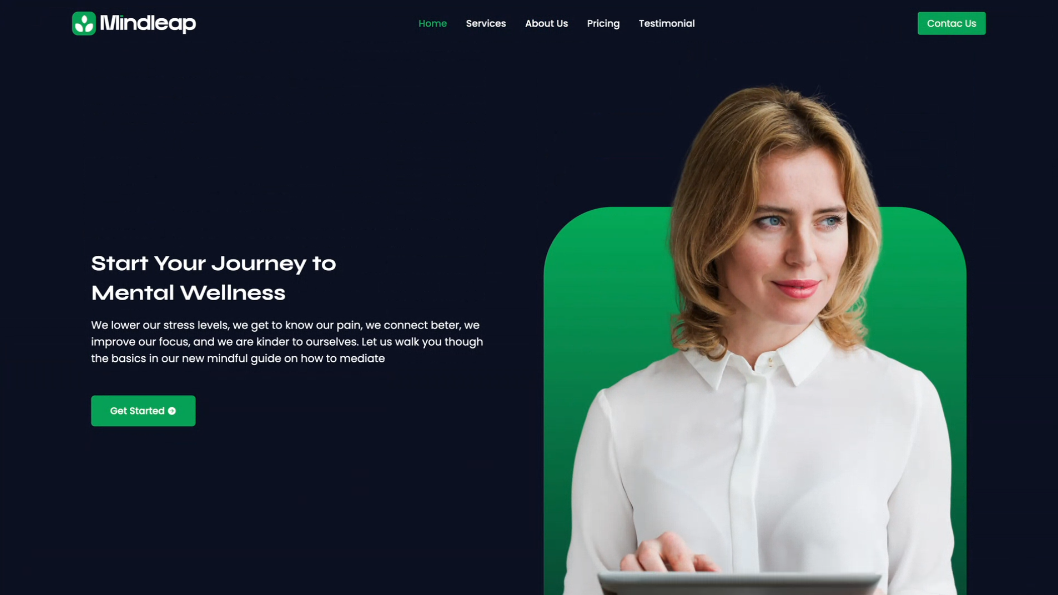 Mindleap
Home Services About Us Pricing Testimonial
Contac Us
Start Your Journey to
Mental Wellness
We lower our stress levels, we get to know our pain, we connect beter, we
improve our focus, and we are kinder to ourselves. Let us walk you though
the basics in our new mindful guide on how to mediate
Get Started